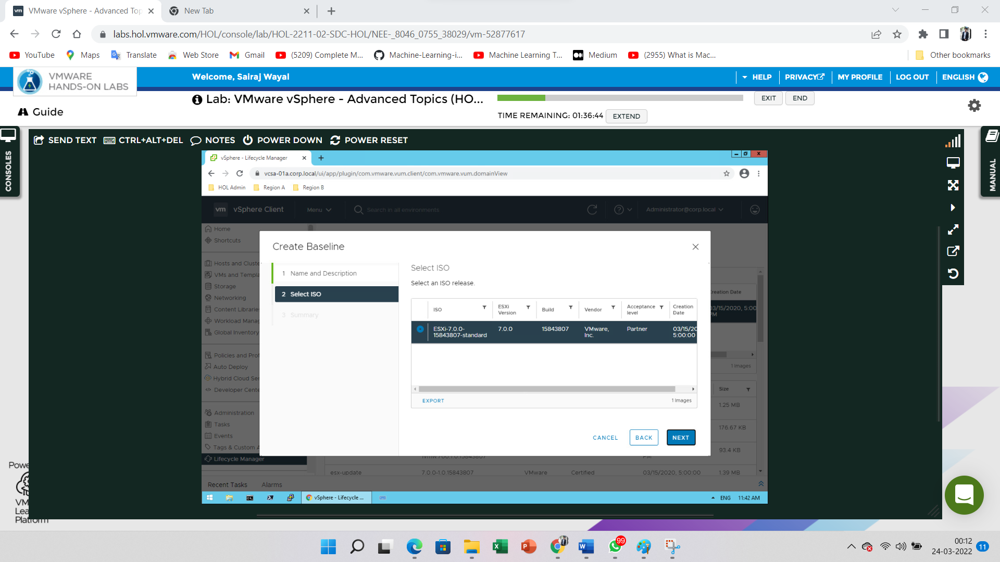 VMware vSphere - Advanced Top
New Tab
labs.hol.vmware.com/HOL/console/lab/HOL-2211-02-SDC-HOL/NEE-_8046_0755_38029/vm-52877617
YouTube Maps Translate Web Store Gmail (5209) Complete M... Machine-Learning-i... Machine Learning T... Medium (2955) What is Mac... Other bookmarks
VMWARE
HANDS-ON LABS
Welcome, Sairaj Wayal
HELP PRIVACY MY PROFILE LOG OUT ENGLISH
Lab: VMware vSphere - Advanced Topics (HO...
EXIT END
Guide
TIME REMAINING: 01:36:44 EXTEND
CONSOLES
MANUAL
SEND TEXT CTRL+ALT+DEL NOTES POWER DOWN POWER RESET
vSphere - Lifecycle Manager
vcsa-01a.corp.local/ui/app/plugin/com.vmware.vum.client/com.vmware.vum.domainView
HOL Admin Region A Region B
vm vSphere Client Menu Search in all environments Administrator@corp.local
Home
Shortcuts
Hosts and Cluste
VMs and Templa
Storage
Networking
Content Librarie
Workload Manag
Global Inventory
Policies and Prof
Auto Deploy
Hybrid Cloud Ser
Developer Cente
Administration
Tasks
Events
Tags & Custom A
Lifecycle Manager
Create Baseline
1 Name and Description
2 Select ISO
3 Summary
Select ISO
Select an ISO release.
ISO
ESXi
Version
Build
Vendor
Acceptance
level
Creation
Date
ESXi-7.0.0-
15843807-standard
7.0.0
15843807
VMware,
Inc.
Partner
03/15/20
5:00:00
EXPORT
1 Images
CANCEL BACK NEXT
reation Date
03/15/2020, 5:00
PM
1 Images
Size
1.25 MB
176.67 KB
93.4 KB
esx-update 7.0.0-1.0.15843807 VMware Certified 03/15/2020, 5:00:00 1.39 MB
Recent Tasks Alarms
vSphere - Lifecycle ...
ENG 11:42 AM
Powe
VM
Lea
Platform
99
00:12
24-03-2022
11